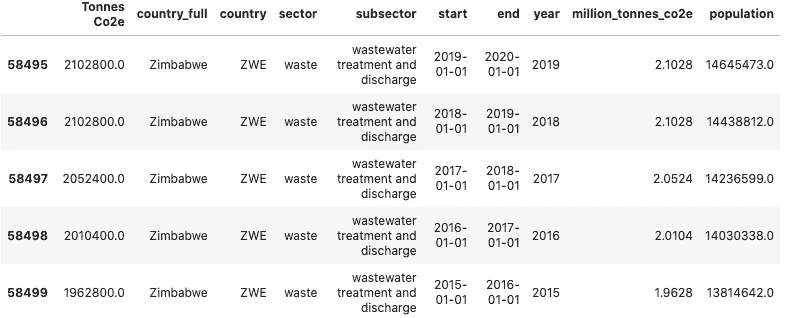 Tonnes Co2e country_full country sector subsector start end year million_tonnes_co2e population
58495 2102800.0 Zimbabwe ZWE waste wastewater treatment and discharge 2019-01-01 2020-01-01 2019 2.1028 14645473.0
58496 2102800.0 Zimbabwe ZWE waste wastewater treatment and discharge 2018-01-01 2019-01-01 2018 2.1028 14438812.0
58497 2052400.0 Zimbabwe ZWE waste wastewater treatment and discharge 2017-01-01 2018-01-01 2017 2.0524 14236599.0
58498 2010400.0 Zimbabwe ZWE waste wastewater treatment and discharge 2016-01-01 2017-01-01 2016 2.0104 14030338.0
58499 1962800.0 Zimbabwe ZWE waste wastewater treatment and discharge 2015-01-01 2016-01-01 2015 1.9628 13814642.0